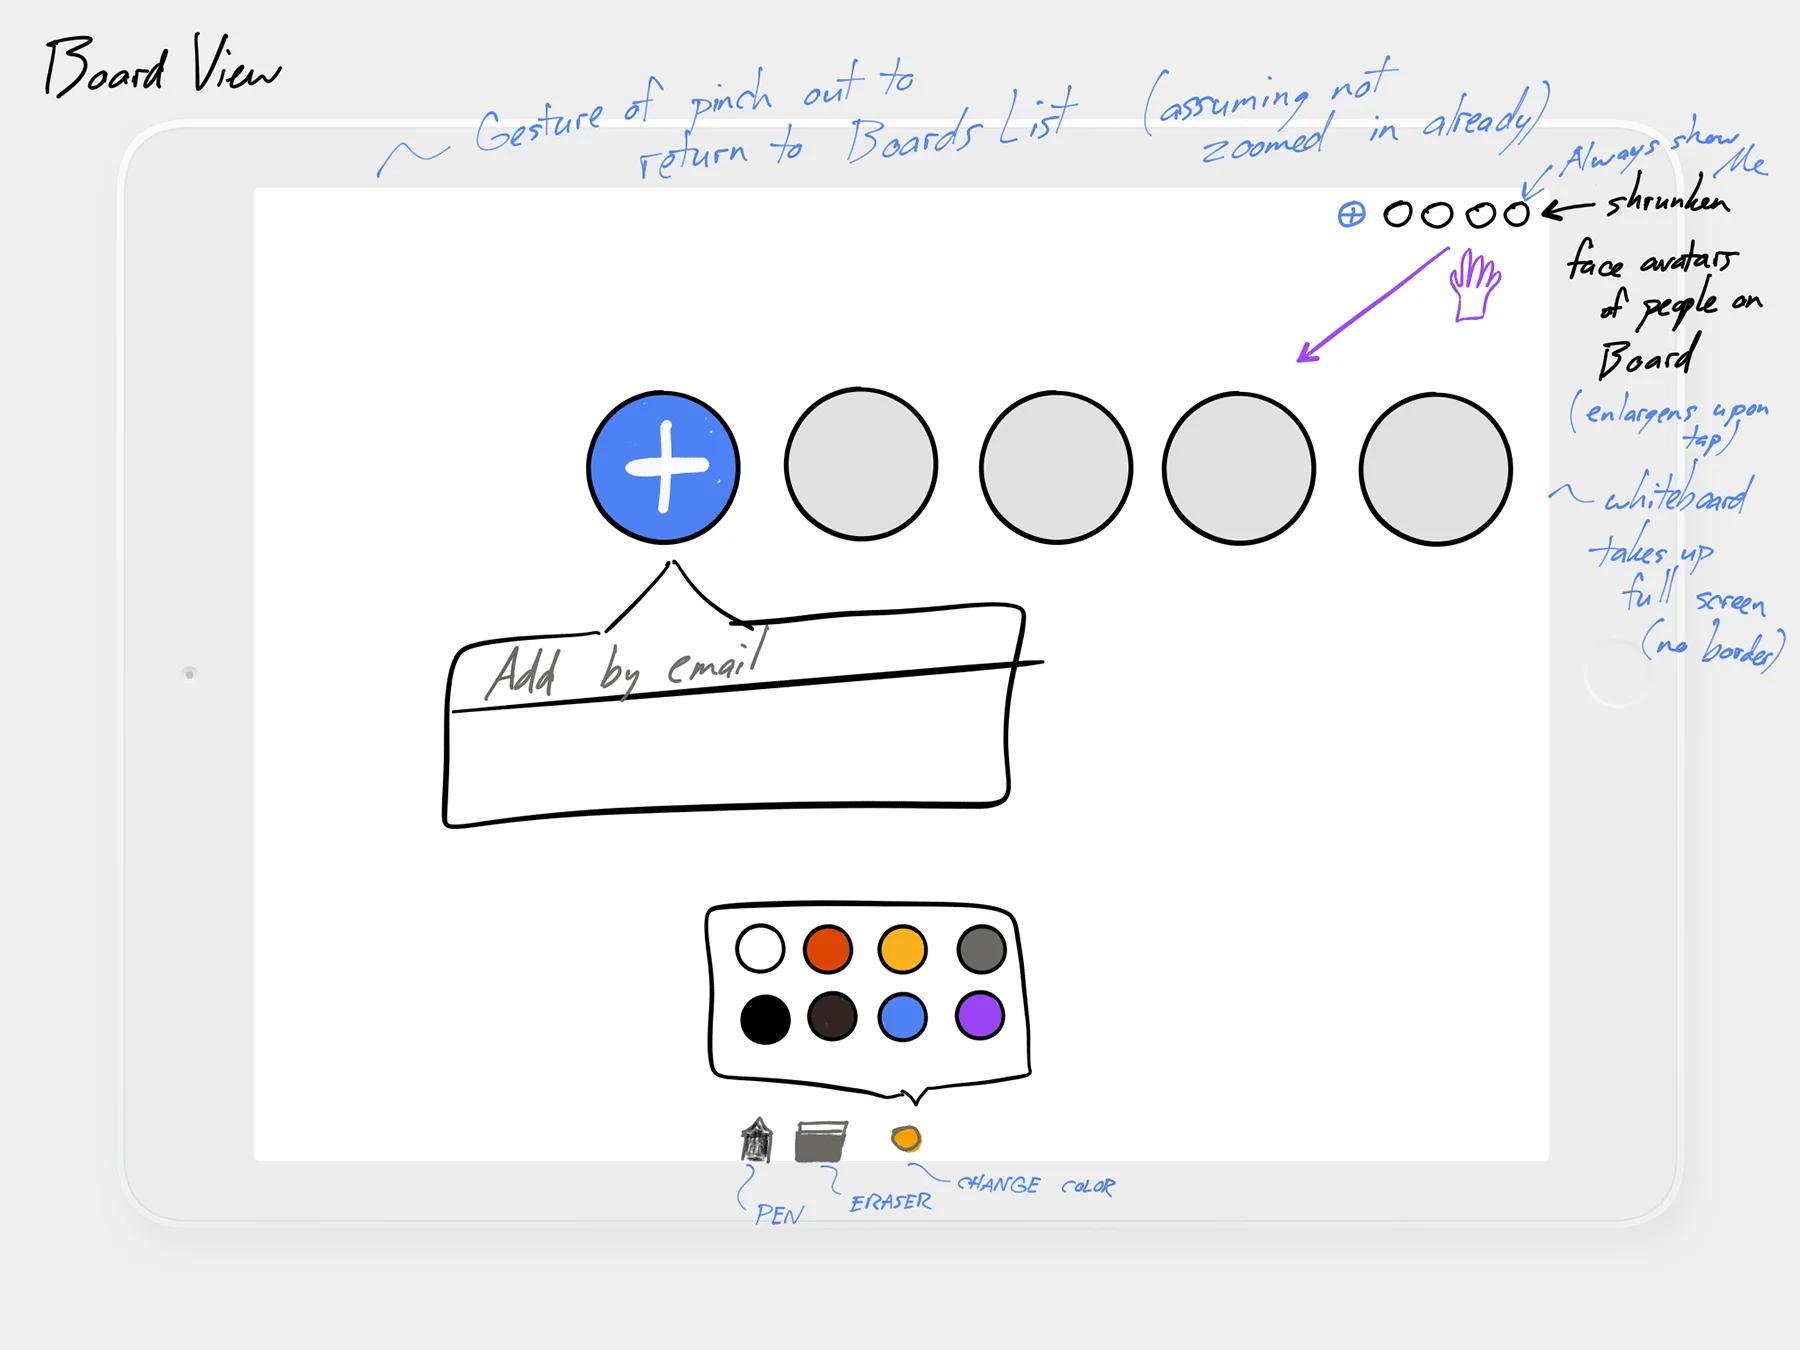 Board View
~ Gesture of pinch out to
return to Boards List
(assuming not
zoomed in already)
Always show
Me
shrunken
face avatars
of people on
Board
(enlargens upon
tap)
~ whiteboard
takes up
full screen
(no border)
Add by email
PEN
ERASER
CHANGE COLOR